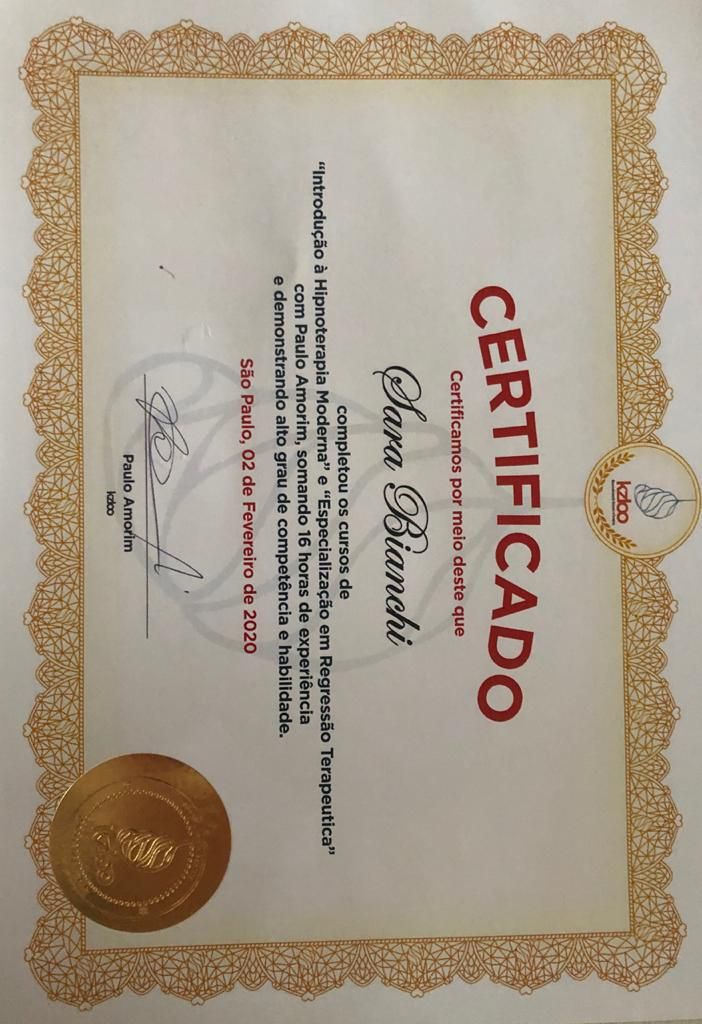 kzloo
CERTIFICADO
Certificamos por meio deste que
Sara Bianchi
completou os cursos de
"Introdução à Hipnoterapia Moderna" e "Especialização em Regressão Terapeutica"
com Paulo Amorim, somando 16 horas de experiência
e demonstrando alto grau de competência e habilidade.
São Paulo, 02 de Fevereiro de 2020
Paulo Amorim
kzloo